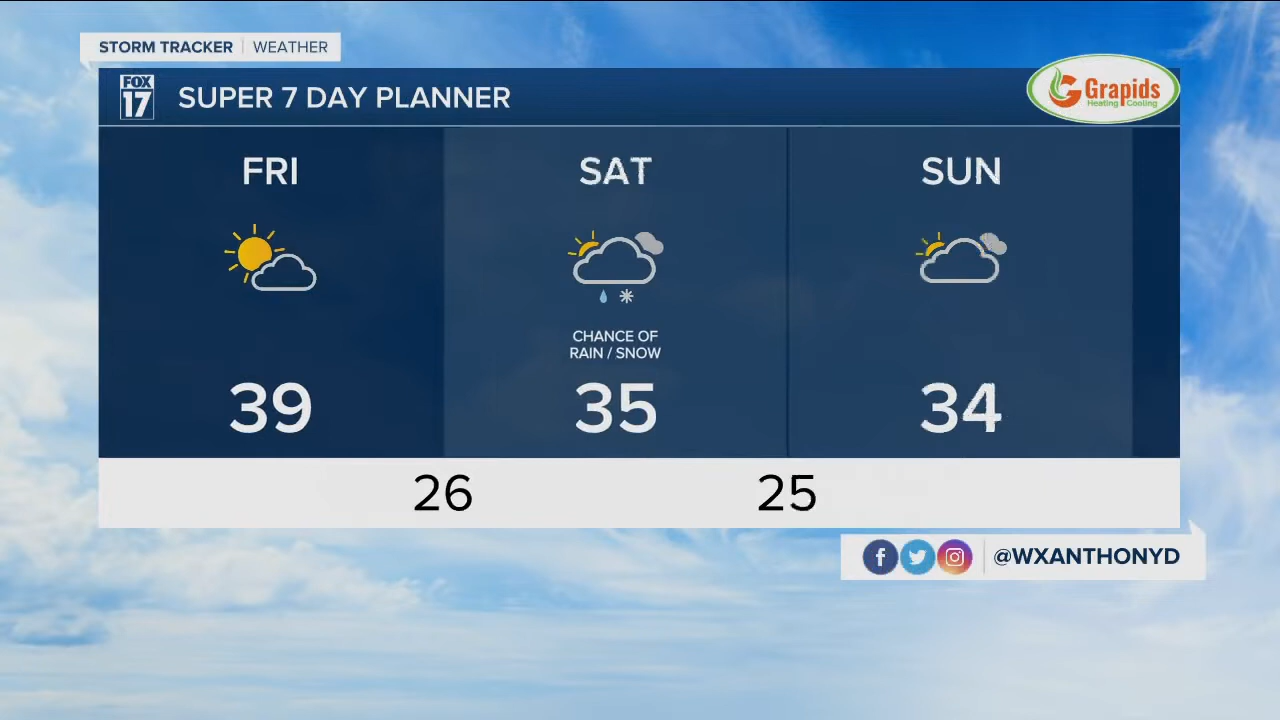 STORM TRACKER | WEATHER
FOX
17
SUPER 7 DAY PLANNER
Grapids
Heating Cooling
FRI
SAT
SUN
CHANCE OF
RAIN / SNOW
39
35
34
26
25
@WXANTHONYD